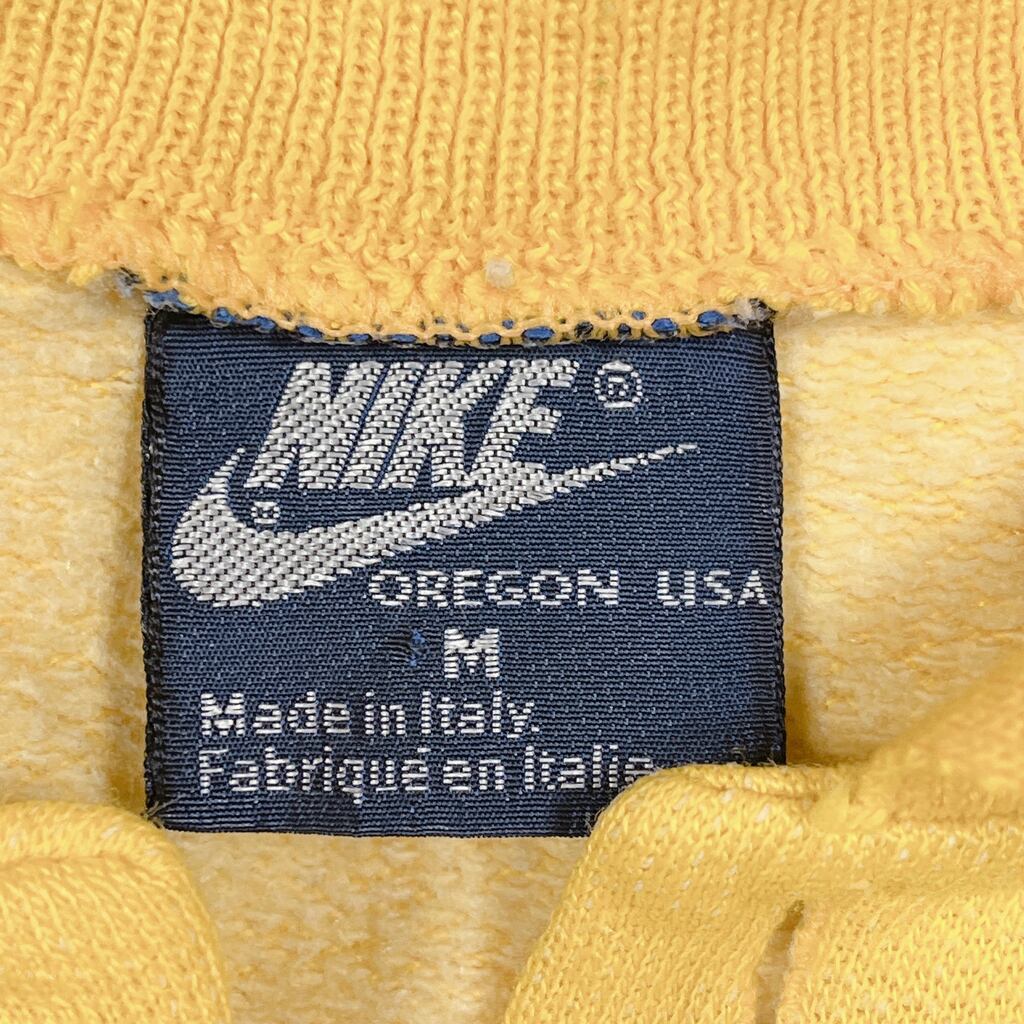 NIKE®
®
OREGON USA
M
Made in Italy.
Fabriqué en Italie